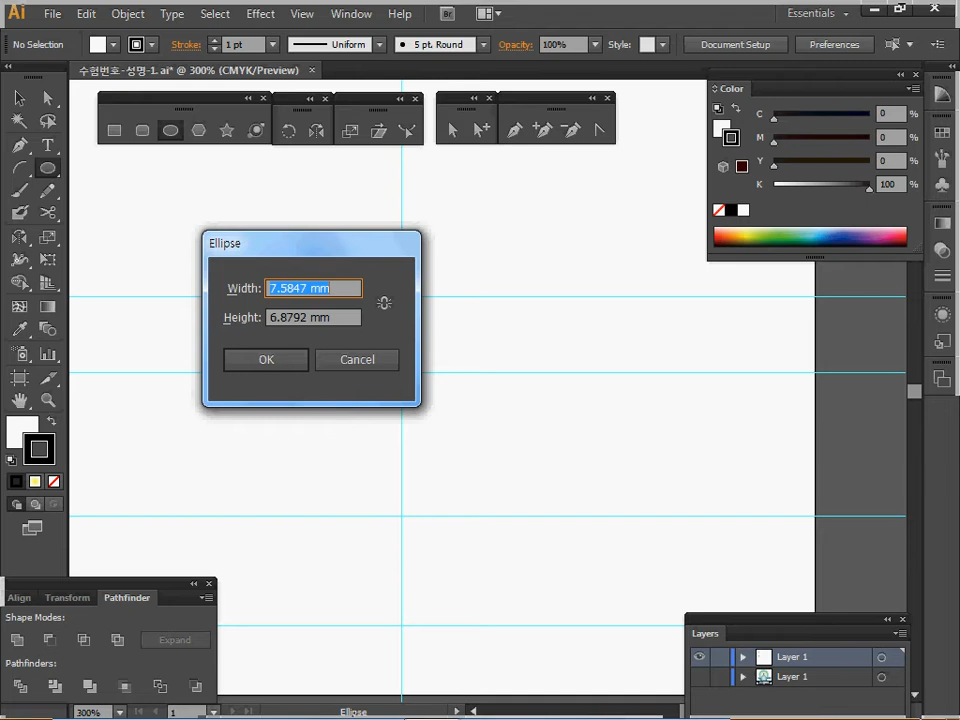 Ai File Edit Object Type Select Effect View Window Help Br Essentials
No Selection Stroke: 1 pt Uniform 5 pt. Round Opacity: 100% Style: Document Setup Preferences
수험번호-성명-1.ai* @ 300% (CMYK/Preview)
Color
C 0 %
M 0 %
Y 0 %
K 100 %
Ellipse
Width: 7.5847 mm
Height: 6.8792 mm
OK Cancel
Align Transform Pathfinder
Shape Modes:
Expand
Pathfinders:
Layers
Layer 1
Layer 1
300% 1 Ellipse